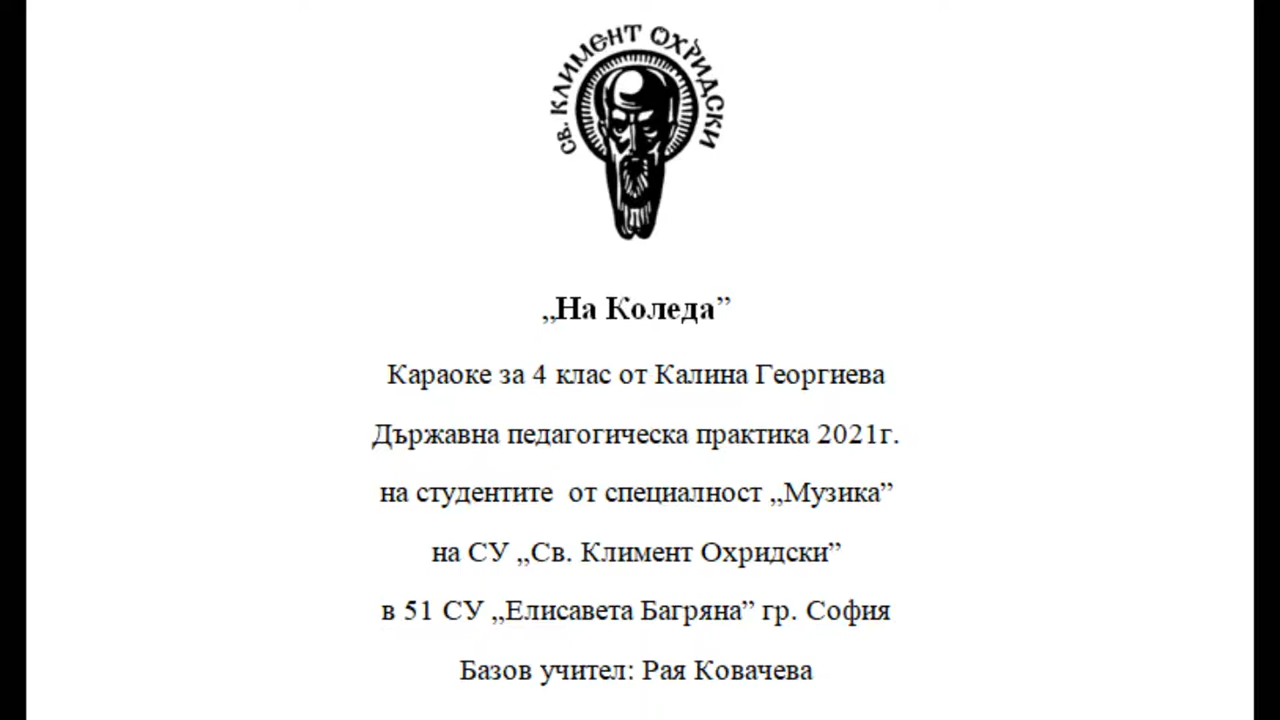 СВ. КЛИМЕНТ ОХРИДСКИ
„На Коледа”
Караоке за 4 клас от Калина Георгиева
Държавна педагогическа практика 2021г.
на студентите  от специалност „Музика”
на СУ „Св. Климент Охридски”
в 51 СУ „Елисавета Багряна” гр. София
Базов учител: Рая Ковачева